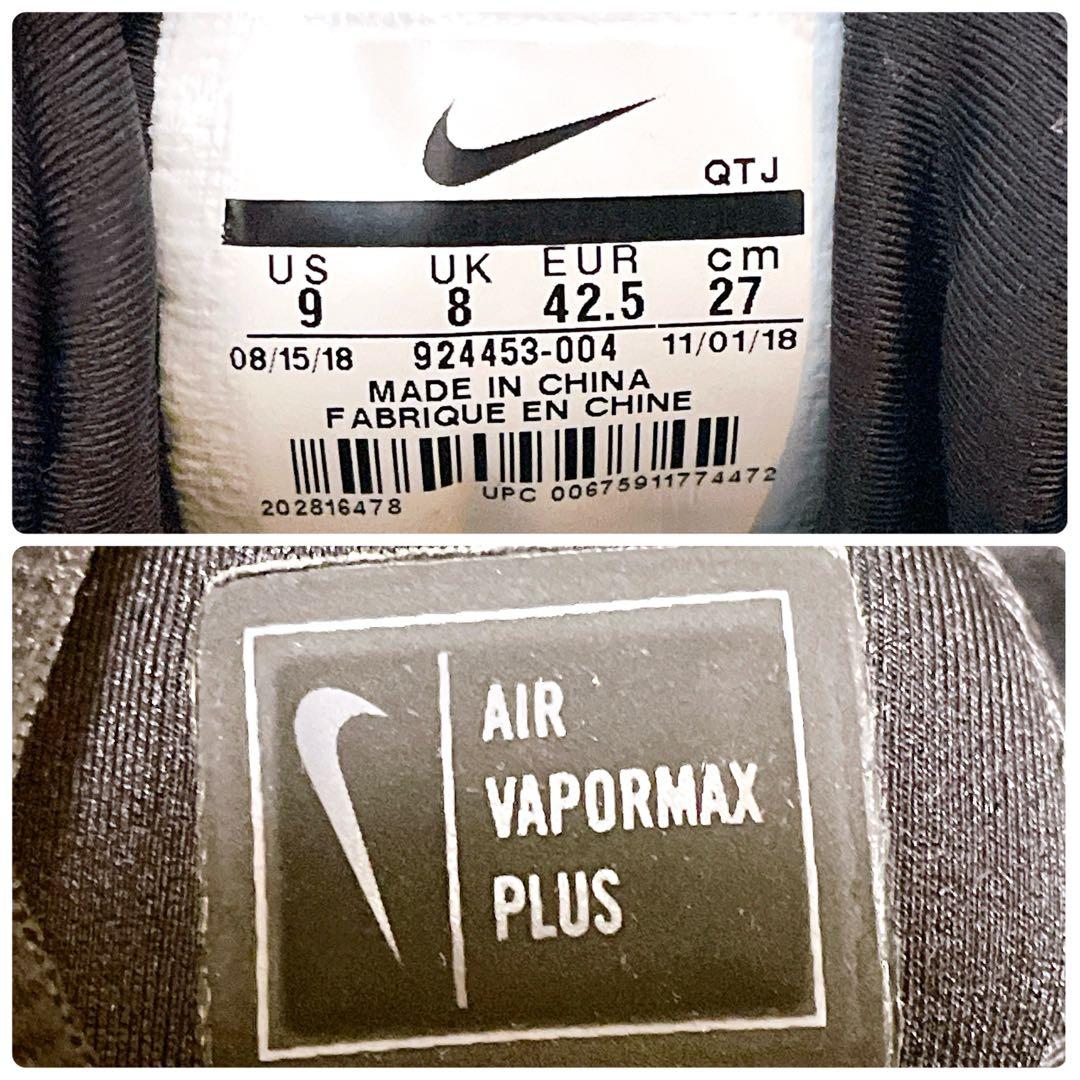 QTJ
US UK EUR cm
9 8 42.5 27
08/15/18 924453-004 11/01/18
MADE IN CHINA
FABRIQUE EN CHINE
202816478 UPC 00675911774472
AIR
VAPORMAX
PLUS